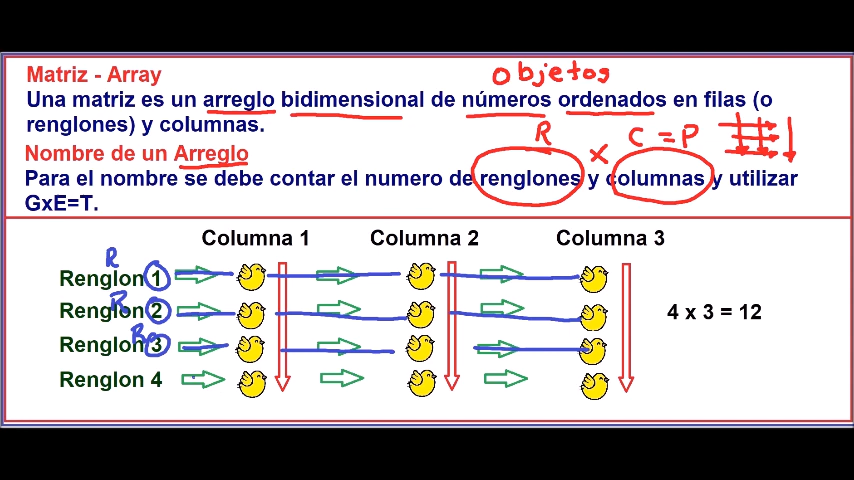 Matriz - Array
objetos
Una matriz es un arreglo bidimensional de números ordenados en filas (o
renglones) y columnas.
R x C = P
Nombre de un Arreglo
Para el nombre se debe contar el numero de renglones y columnas y utilizar
GxE=T.
Columna 1 Columna 2 Columna 3
R
Renglon 1
R
Renglon 2
4 x 3 = 12
R
Renglon 3
Renglon 4